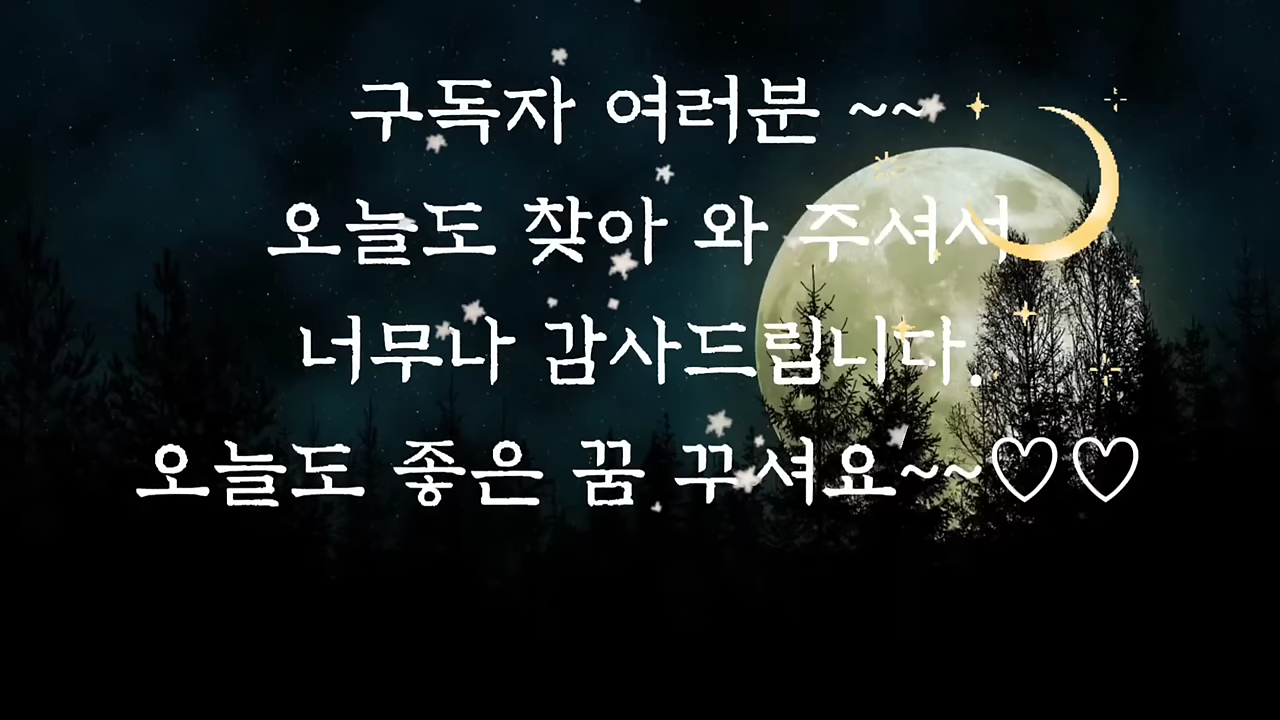 구독자 여러분 ~~
오늘도 찾아 와 주셔서
너무나 감사드립니다.
오늘도 좋은 꿈 꾸셔요~~♡♡